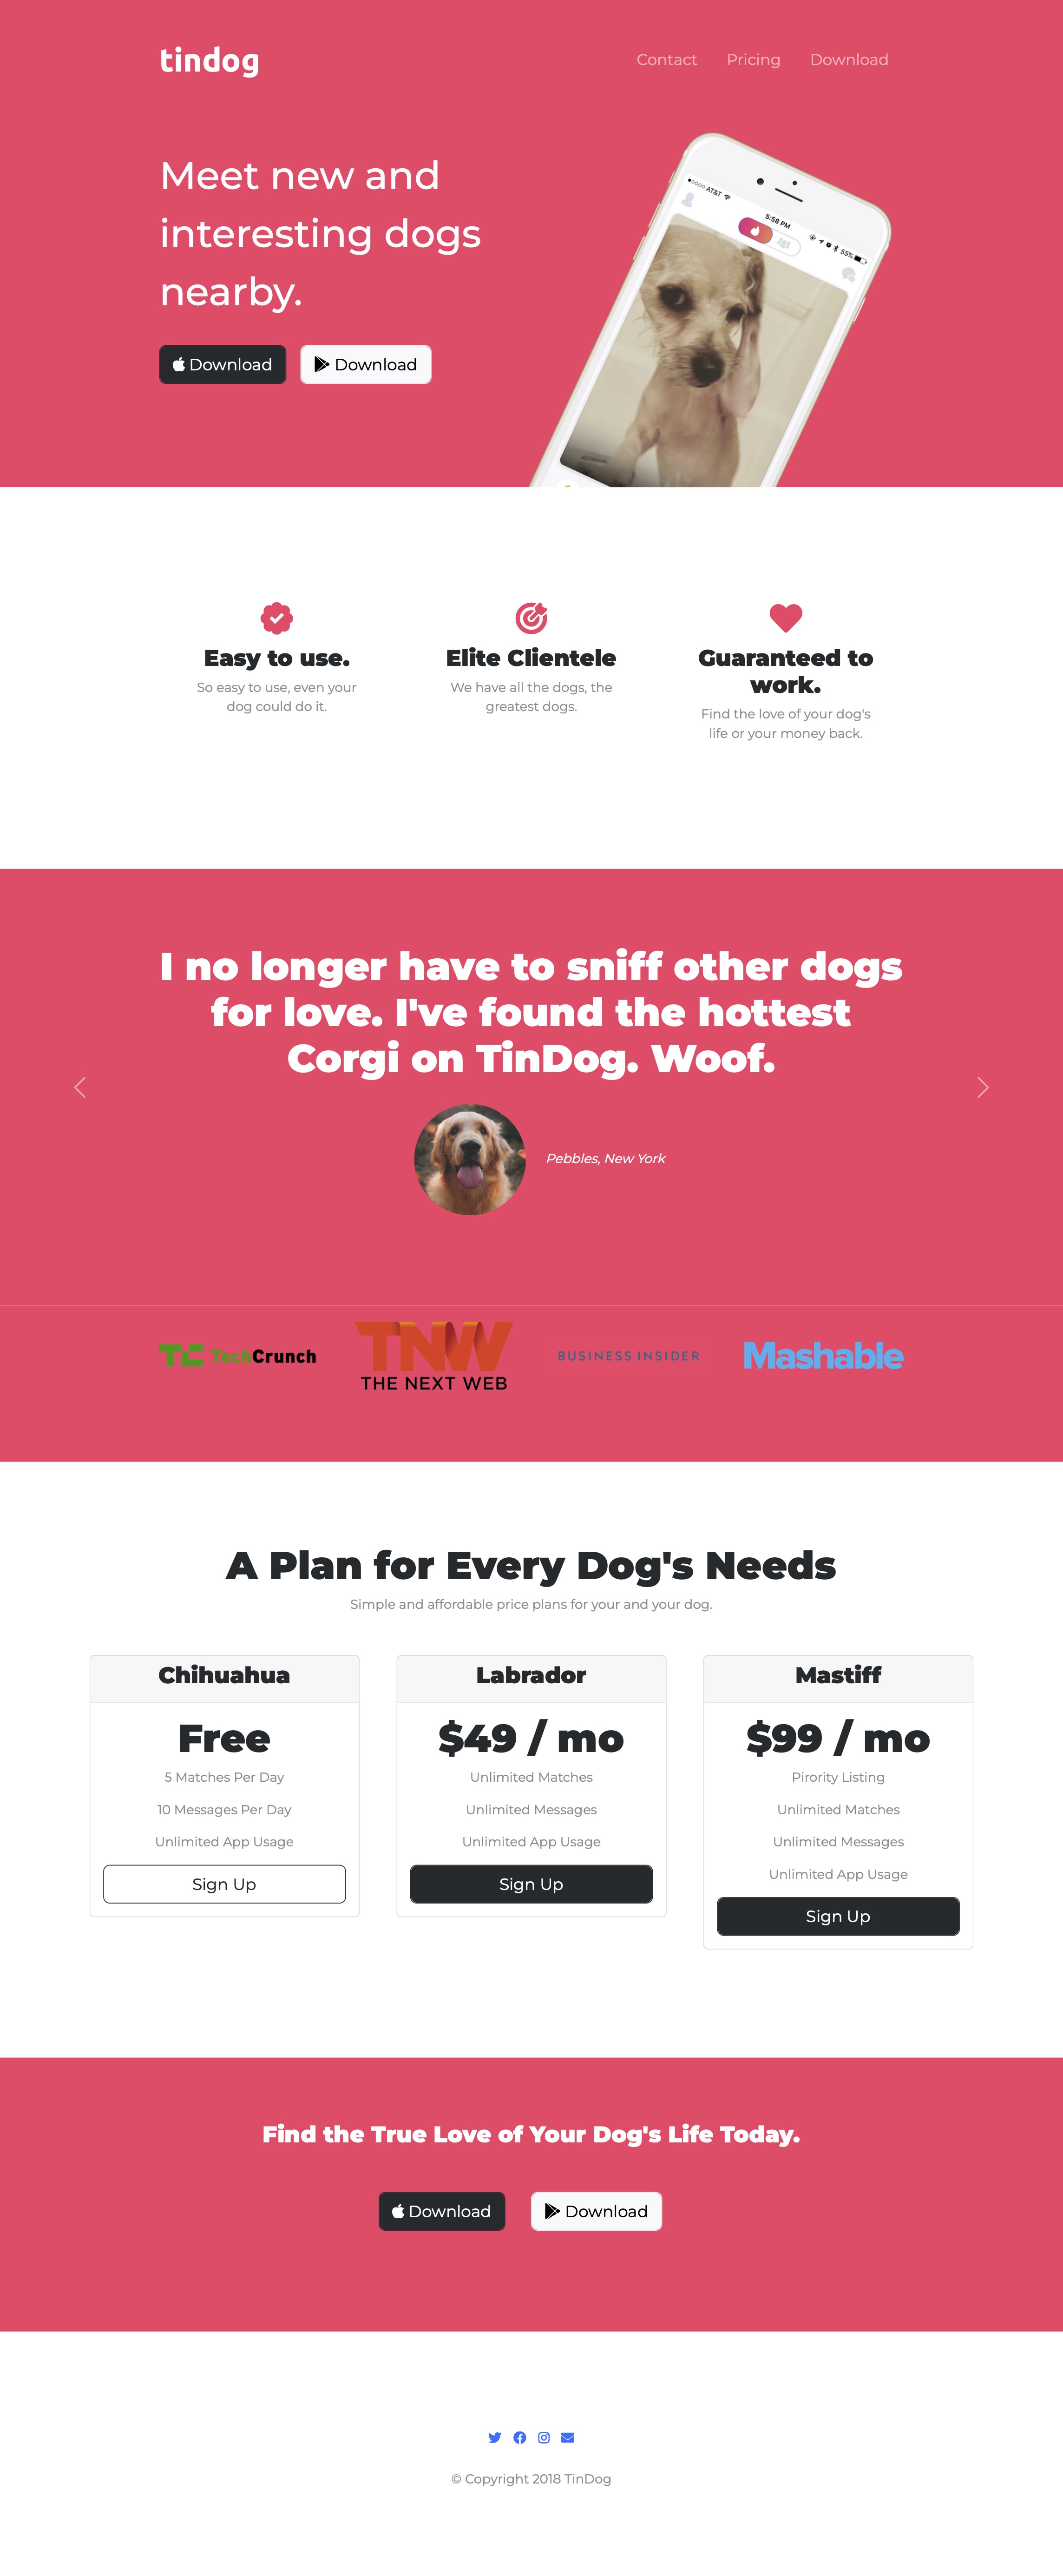 tindog
Contact Pricing Download
Meet new and
interesting dogs
nearby.
Download Download
AT&T 5:58 PM 55%
Easy to use.
So easy to use, even your
dog could do it.
Elite Clientele
We have all the dogs, the
greatest dogs.
Guaranteed to
work.
Find the love of your dog's
life or your money back.
I no longer have to sniff other dogs
for love. I've found the hottest
Corgi on TinDog. Woof.
Pebbles, New York
TC TechCrunch
TNW
THE NEXT WEB
BUSINESS INSIDER
Mashable
A Plan for Every Dog's Needs
Simple and affordable price plans for your and your dog.
Chihuahua
Free
5 Matches Per Day
10 Messages Per Day
Unlimited App Usage
Sign Up
Labrador
$49 / mo
Unlimited Matches
Unlimited Messages
Unlimited App Usage
Sign Up
Mastiff
$99 / mo
Pirority Listing
Unlimited Matches
Unlimited Messages
Unlimited App Usage
Sign Up
Find the True Love of Your Dog's Life Today.
Download Download
© Copyright 2018 TinDog